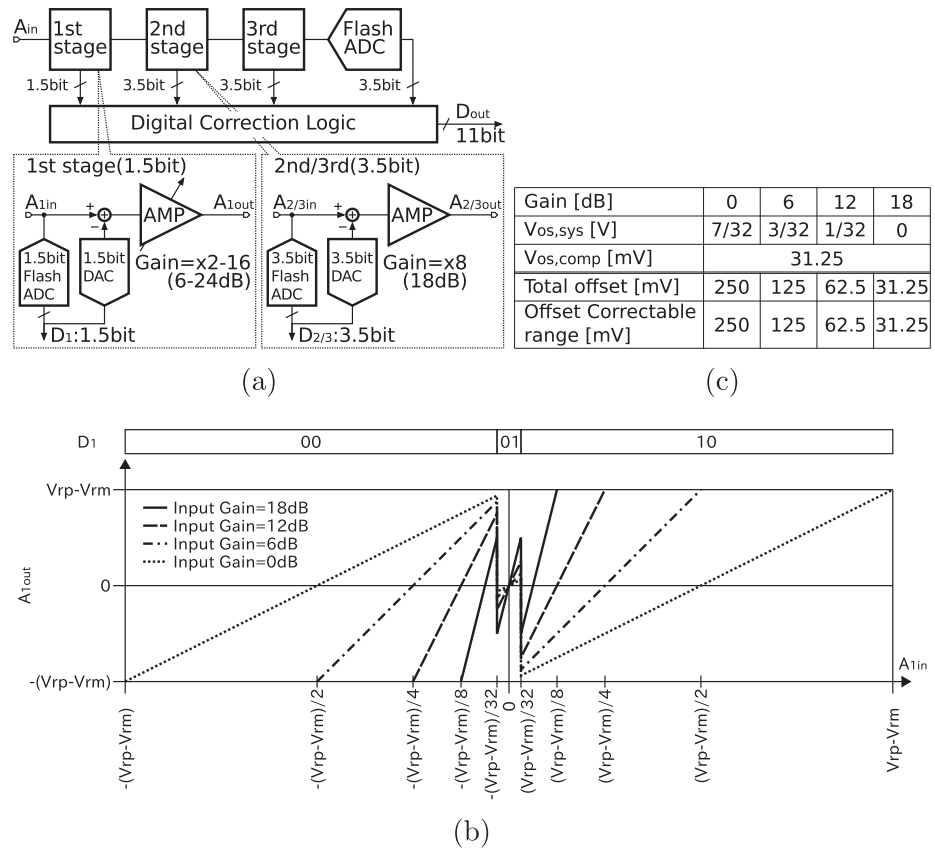 Ain
1st stage
2nd stage
3rd stage
Flash ADC
1.5bit
3.5bit
3.5bit
3.5bit
Digital Correction Logic
Dout
11bit
1st stage(1.5bit)
A1in
+
−
AMP
A1out
1.5bit Flash ADC
1.5bit DAC
Gain=x2-16
(6-24dB)
D1:1.5bit
2nd/3rd(3.5bit)
A2/3in
+
−
AMP
A2/3out
3.5bit Flash ADC
3.5bit DAC
Gain=x8
(18dB)
D2/3:3.5bit
(a)
Gain [dB] 0 6 12 18
Vos,sys [V] 7/32 3/32 1/32 0
Vos,comp [mV] 31.25
Total offset [mV] 250 125 62.5 31.25
Offset Correctable range [mV] 250 125 62.5 31.25
(c)
D1 00 01 10
Vrp-Vrm
0
-(Vrp-Vrm)
A1out
Input Gain=18dB
Input Gain=12dB
Input Gain=6dB
Input Gain=0dB
A1in
-(Vrp-Vrm)
-(Vrp-Vrm)/2
-(Vrp-Vrm)/4
-(Vrp-Vrm)/8
-(Vrp-Vrm)/32
0
(Vrp-Vrm)/32
(Vrp-Vrm)/8
(Vrp-Vrm)/4
(Vrp-Vrm)/2
Vrp-Vrm
(b)